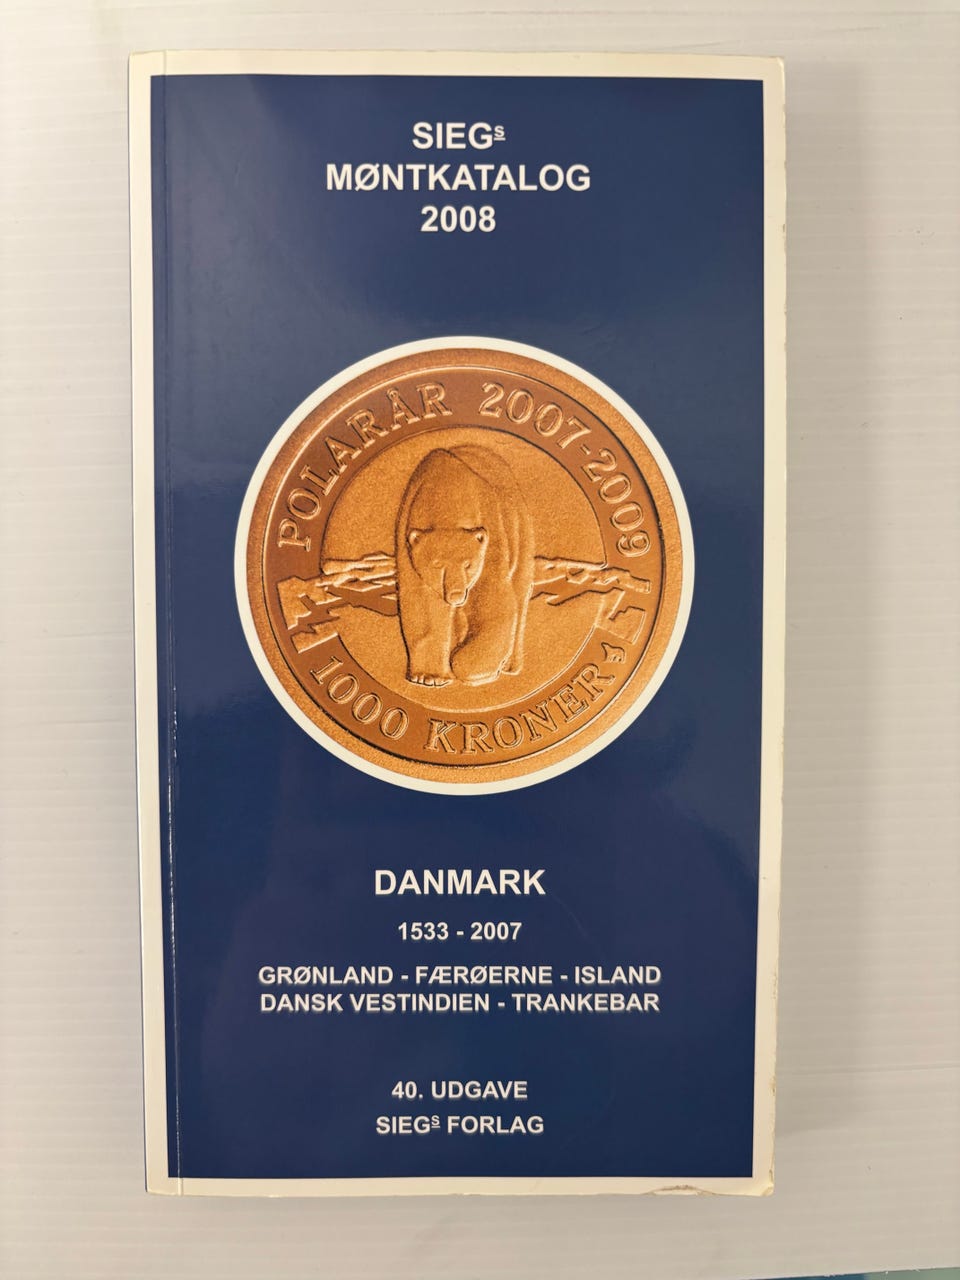 SIEGs
MØNTKATALOG
2008
POLARÅR 2007-2009
1000 KRONER
DANMARK
1533 - 2007
GRØNLAND - FÆRØERNE - ISLAND
DANSK VESTINDIEN - TRANKEBAR
40. UDGAVE
SIEGs FORLAG